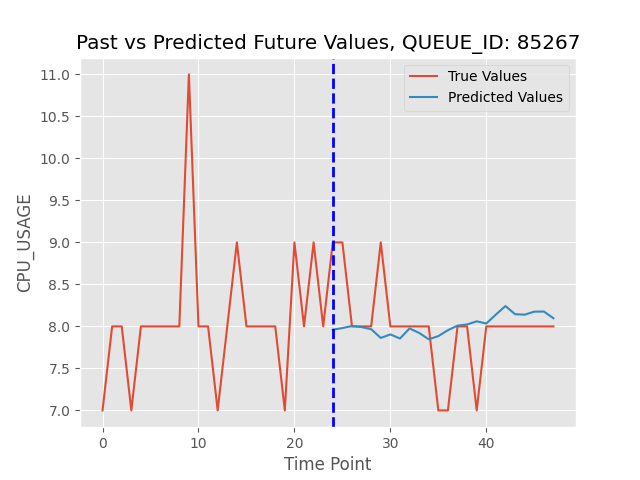 Past vs Predicted Future Values, QUEUE_ID: 85267
True Values
Predicted Values
CPU_USAGE
11.0
10.5
10.0
9.5
9.0
8.5
8.0
7.5
7.0
0 10 20 30 40
Time Point